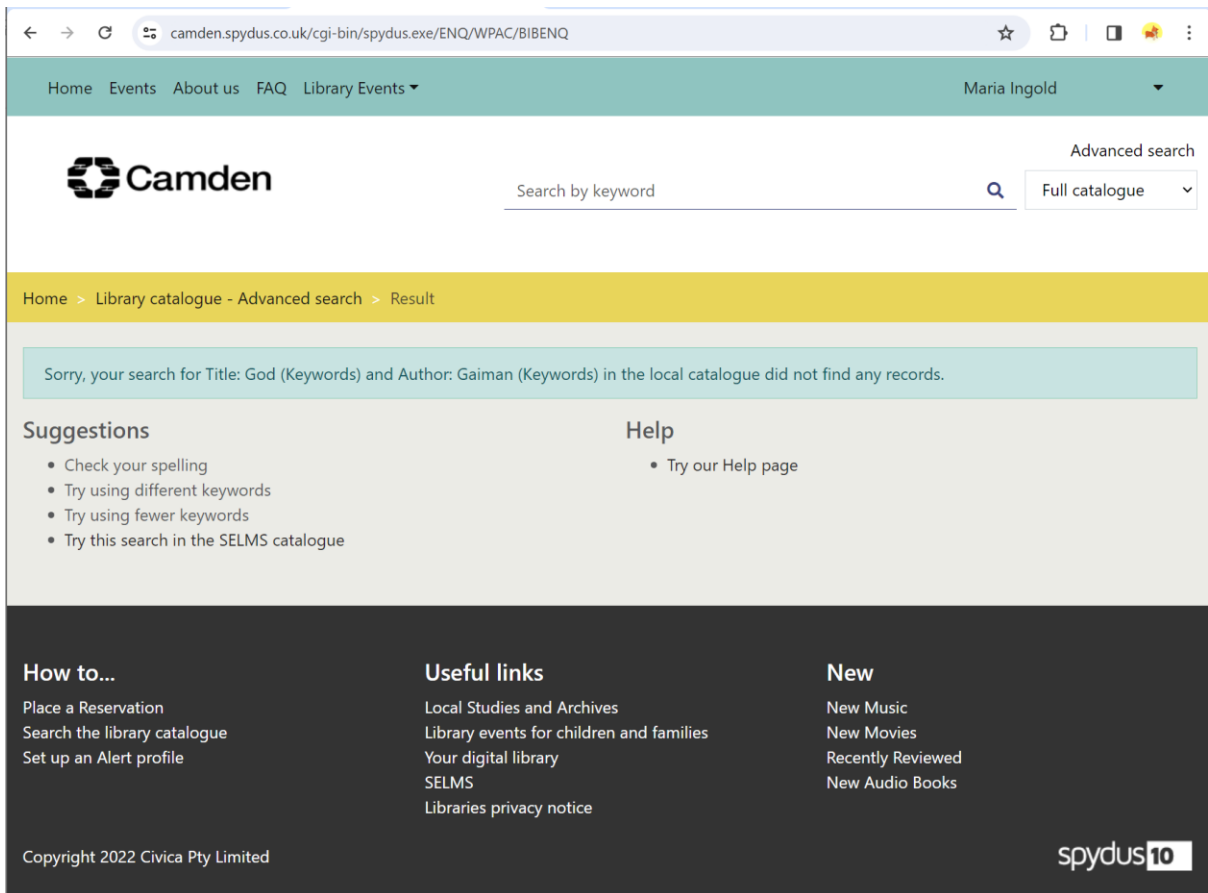 camden.spydus.co.uk/cgi-bin/spydus.exe/ENQ/WPAC/BIBENQ
Home Events About us FAQ Library Events Maria Ingold
Advanced search
Camden
Search by keyword Full catalogue
Home > Library catalogue - Advanced search > Result
Sorry, your search for Title: God (Keywords) and Author: Gaiman (Keywords) in the local catalogue did not find any records.
Suggestions Help
• Check your spelling • Try our Help page
• Try using different keywords
• Try using fewer keywords
• Try this search in the SELMS catalogue
How to... Useful links New
Place a Reservation Local Studies and Archives New Music
Search the library catalogue Library events for children and families New Movies
Set up an Alert profile Your digital library Recently Reviewed
SELMS New Audio Books
Libraries privacy notice
Copyright 2022 Civica Pty Limited spydus 10